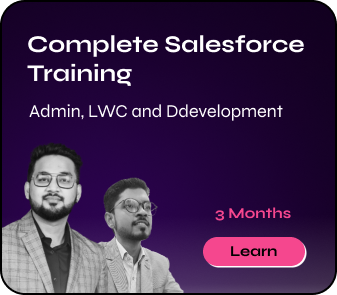 Complete Salesforce
Training
Admin, LWC and Ddevelopment
3 Months
Learn